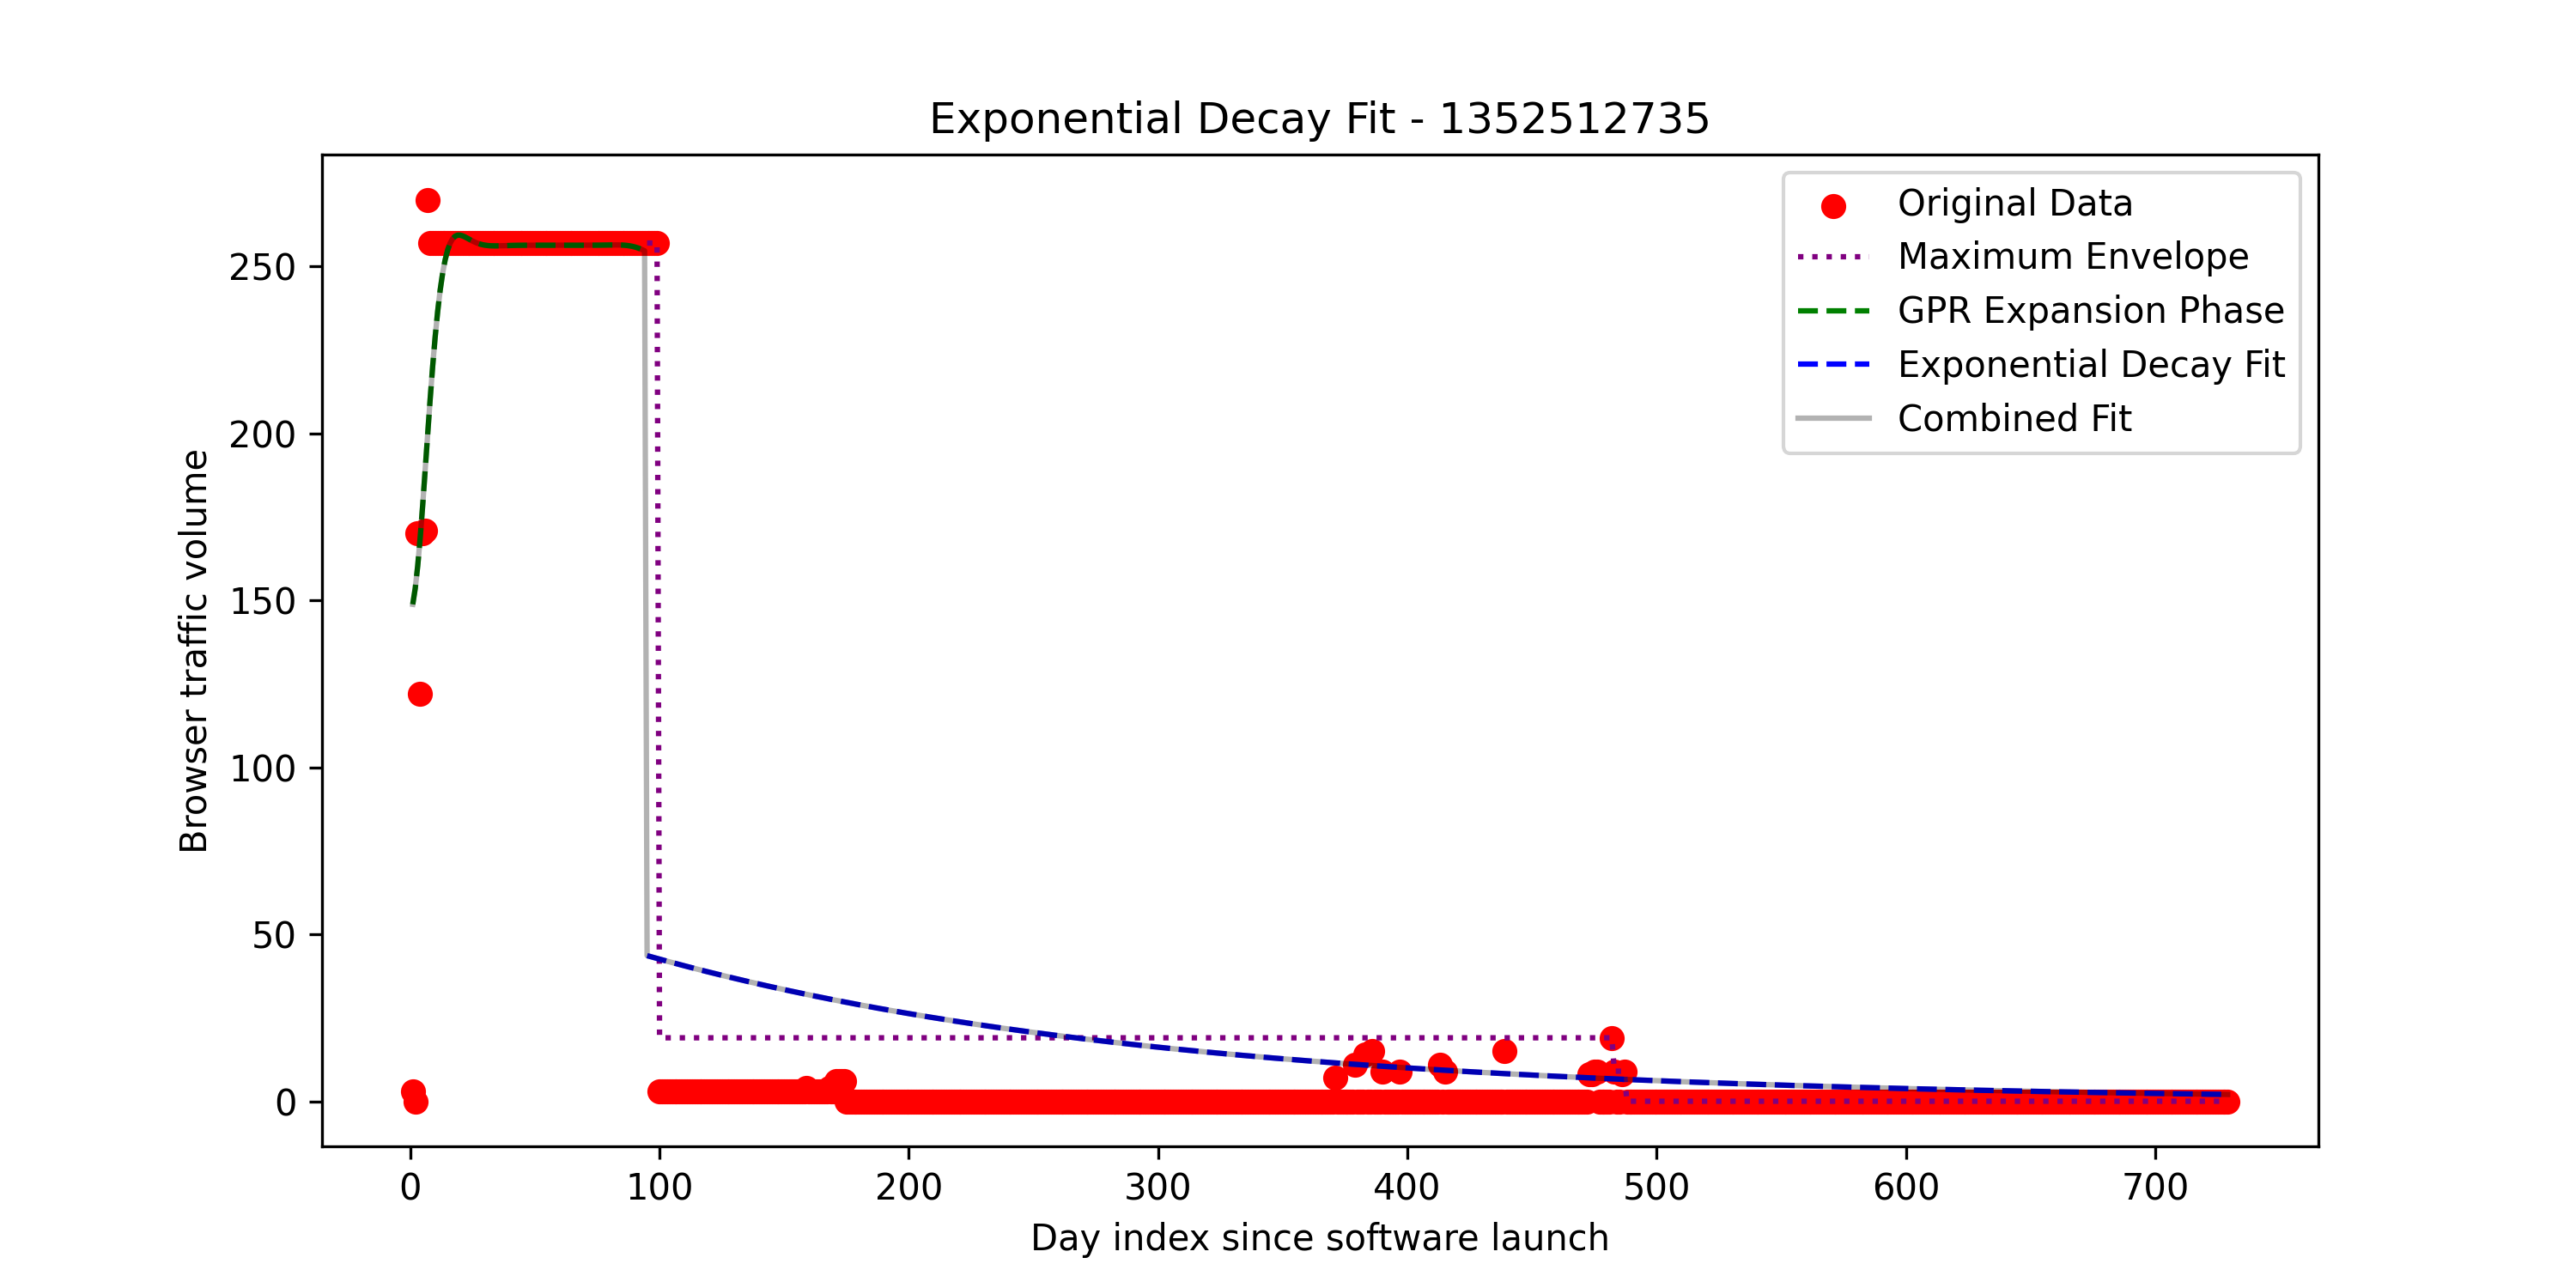 Exponential Decay Fit - 1352512735
Original Data
Maximum Envelope
GPR Expansion Phase
Exponential Decay Fit
Combined Fit
Browser traffic volume
250
200
150
100
50
0
0 100 200 300 400 500 600 700
Day index since software launch